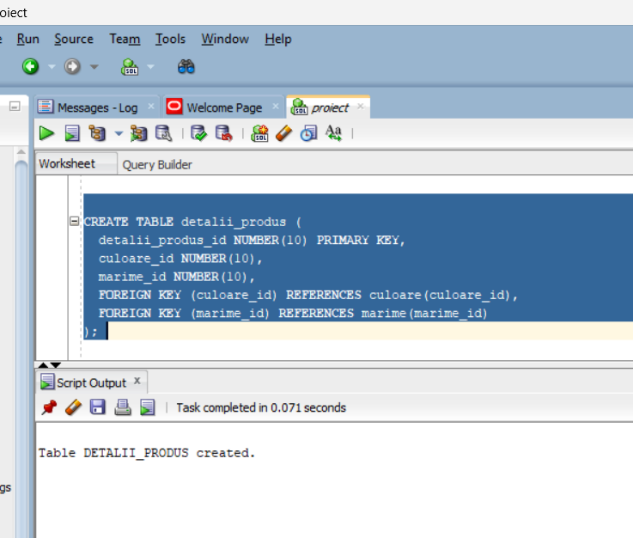 oiect
Run Source Team Tools Window Help
Messages - Log × Welcome Page × proiect ×
Worksheet Query Builder
CREATE TABLE detalii_produs (
detalii_produs_id NUMBER(10) PRIMARY KEY,
culoare_id NUMBER(10),
marime_id NUMBER(10),
FOREIGN KEY (culoare_id) REFERENCES culoare(culoare_id),
FOREIGN KEY (marime_id) REFERENCES marime(marime_id)
);
Script Output ×
Task completed in 0.071 seconds
Table DETALII_PRODUS created.
gs